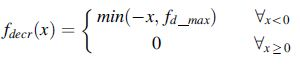 f_decr(x) = { min(−x, f_d_max) ∀x<0
0 ∀x≥0